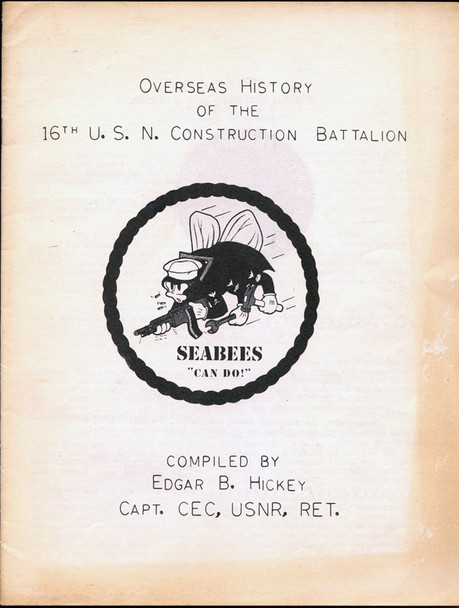 OVERSEAS HISTORY
OF THE
16TH U. S. N. CONSTRUCTION BATTALION
SEABEES
"CAN DO!"
COMPILED BY
EDGAR B. HICKEY
CAPT. CEC, USNR, RET.